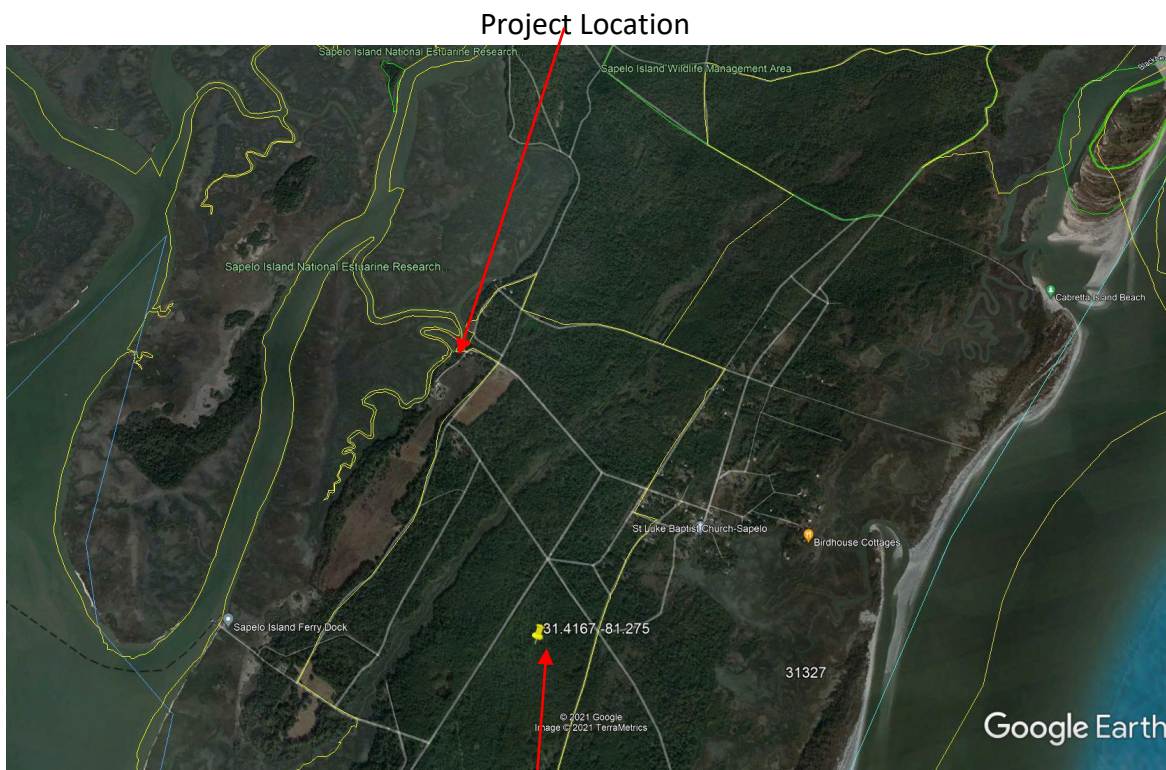 Project Location
Sapelo Island National Estuarine Research...
Sapelo Island Wildlife Management Area
Sapelo Island National Estuarine Research...
Cabretta Island Beach
St Luke Baptist Church-Sapelo
Birdhouse Cottages
Sapelo Island Ferry Dock
31.4167,-81.275
31327
© 2021 Google
Image © 2021 TerraMetrics
Google Earth